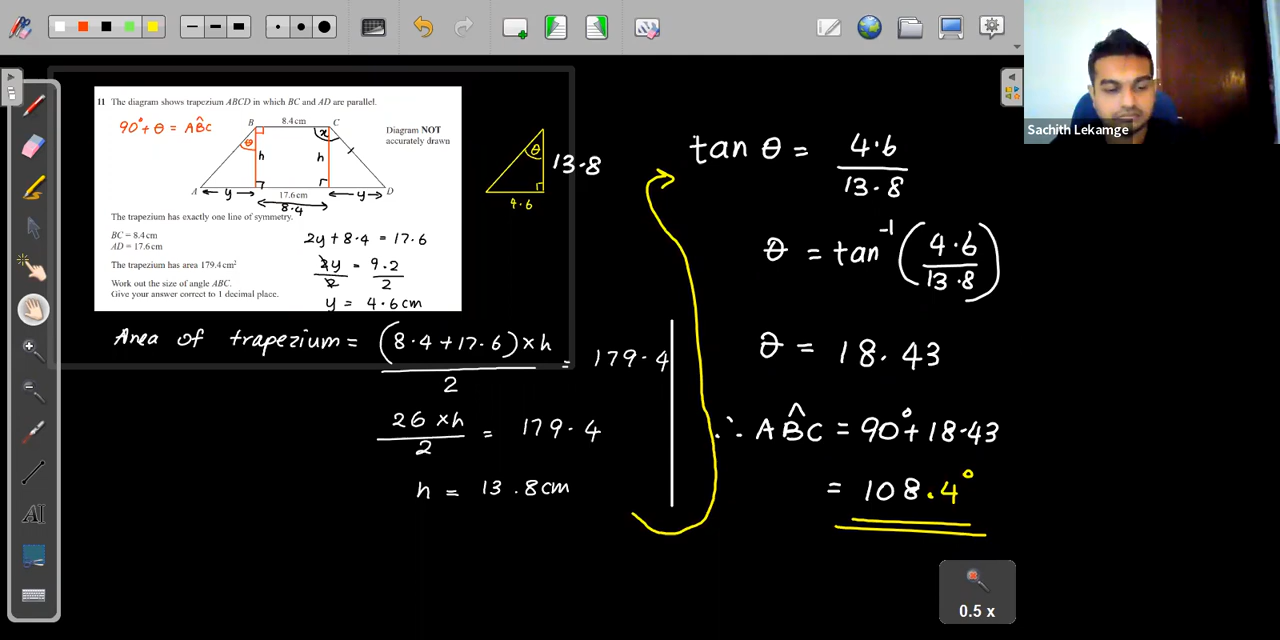 11 The diagram shows trapezium ABCD in which BC and AD are parallel.
90° + θ = AB̂C
B 8.4cm C
x
θ
h h
Diagram NOT
accurately drawn
A y 17.6cm y D
8.4
The trapezium has exactly one line of symmetry.
BC = 8.4cm
AD = 17.6cm
The trapezium has area 179.4cm²
Work out the size of angle ABC.
Give your answer correct to 1 decimal place.
2y + 8.4 = 17.6
2y/2 = 9.2/2
y = 4.6cm
θ
13.8
4.6
Area of trapezium = (8.4 + 17.6) × h / 2 = 179.4
26 × h / 2 = 179.4
h = 13.8cm
tan θ = 4.6/13.8
θ = tan⁻¹(4.6/13.8)
θ = 18.43
∴ AB̂C = 90° + 18.43
= 108.4°
Sachith Lekamge
AI
0.5 x